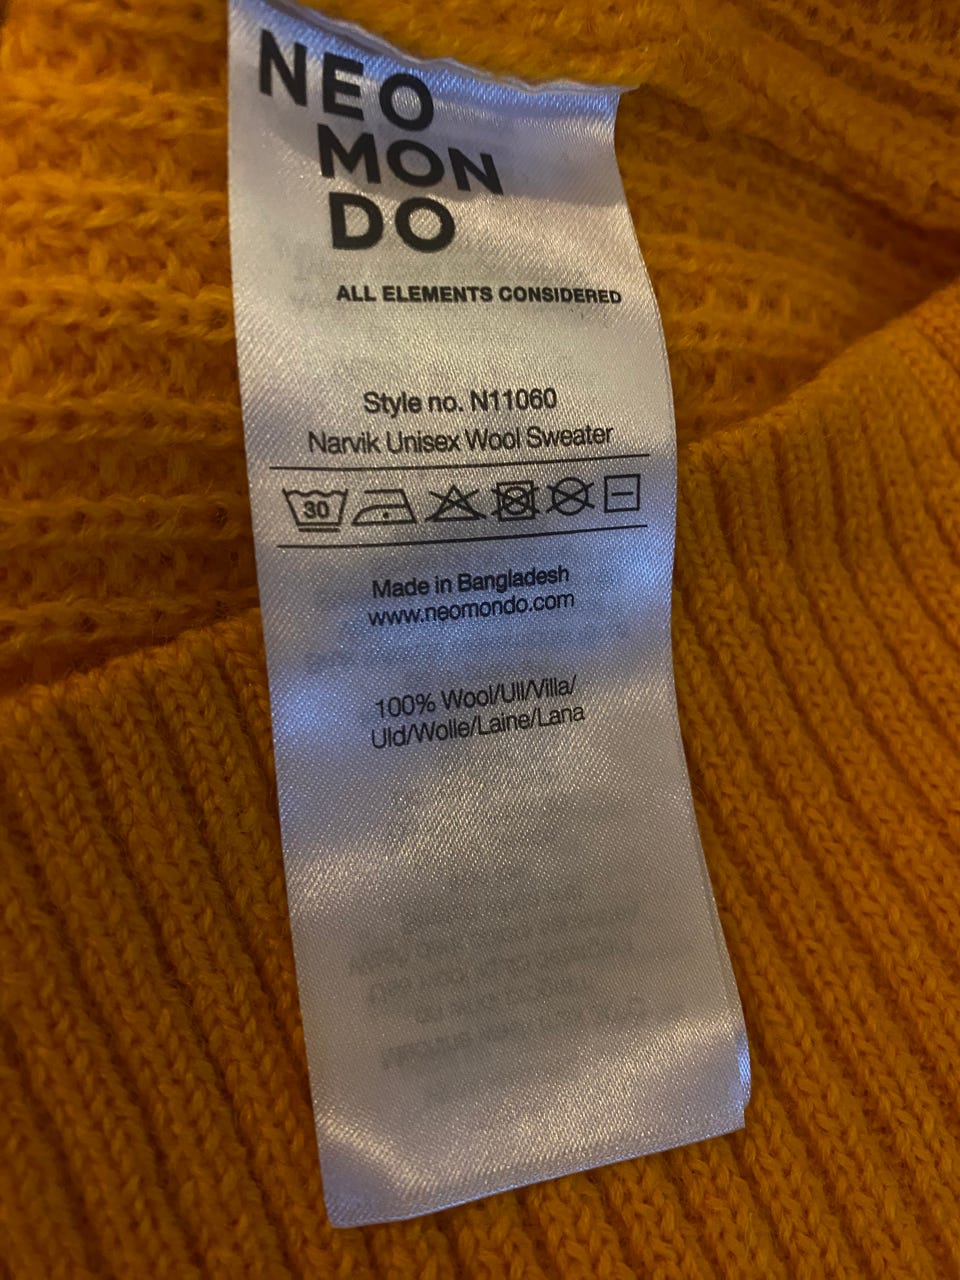 NEO
MON
DO
ALL ELEMENTS CONSIDERED
Style no. N11060
Narvik Unisex Wool Sweater
30
Made in Bangladesh
www.neomondo.com
100% Wool/Ull/Villa/
Uld/Wolle/Laine/Lana